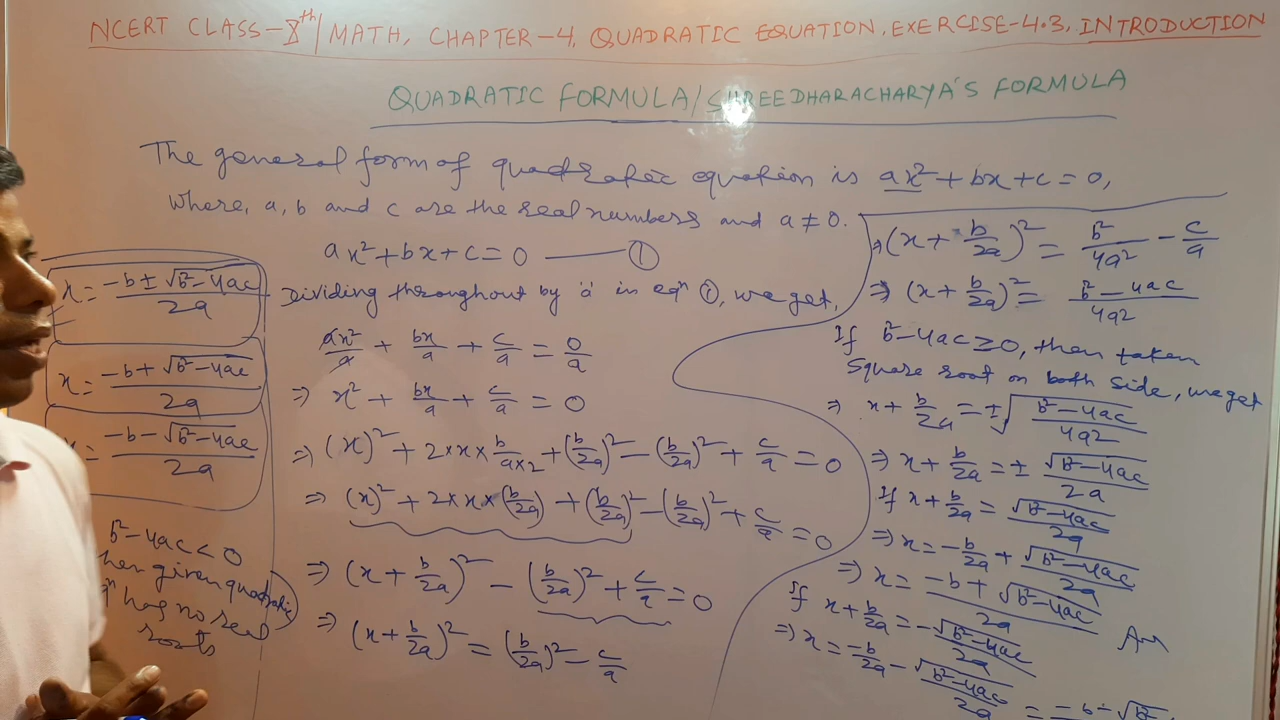 NCERT CLASS-Xth/MATH, CHAPTER-4, QUADRATIC EQUATION, EXERCISE-4.3, INTRODUCTION
QUADRATIC FORMULA/SHREEDHARACHARYA'S FORMULA
The general form of quadratic equation is ax²+bx+c=0,
where, a, b and c are the real numbers and a≠0.
ax²+bx+c=0 — ①
Dividing throughout by 'a' in eqⁿ ①, we get,
ax²/a + bx/a + c/a = 0/a
⇒ x² + bx/a + c/a = 0
⇒ (x)² + 2×x×b/(a×2) + (b/2a)² − (b/2a)² + c/a = 0
⇒ (x)² + 2×x×(b/2a) + (b/2a)² − (b/2a)² + c/a = 0
⇒ (x + b/2a)² − (b/2a)² + c/a = 0
⇒ (x + b/2a)² = (b/2a)² − c/a
⇒ (x + b/2a)² = b²/4a² − c/a
⇒ (x + b/2a)² = (b²−4ac)/4a²
If b²−4ac≥0, then taken
Square root on both side, we get
⇒ x + b/2a = ±√((b²−4ac)/4a²)
⇒ x + b/2a = ± √(b²−4ac)/2a
If x + b/2a = √(b²−4ac)/2a
⇒ x = −b/2a + √(b²−4ac)/2a
⇒ x = (−b + √(b²−4ac))/2a Ans
If x + b/2a = −√(b²−4ac)/2a
⇒ x = −b/2a − √(b²−4ac)/2a = −b−√b²
x = (−b ± √(b²−4ac))/2a
x = (−b + √(b²−4ac))/2a
= (−b − √(b²−4ac))/2a
b²−4ac<0
hen given quadratic
has no real
roots